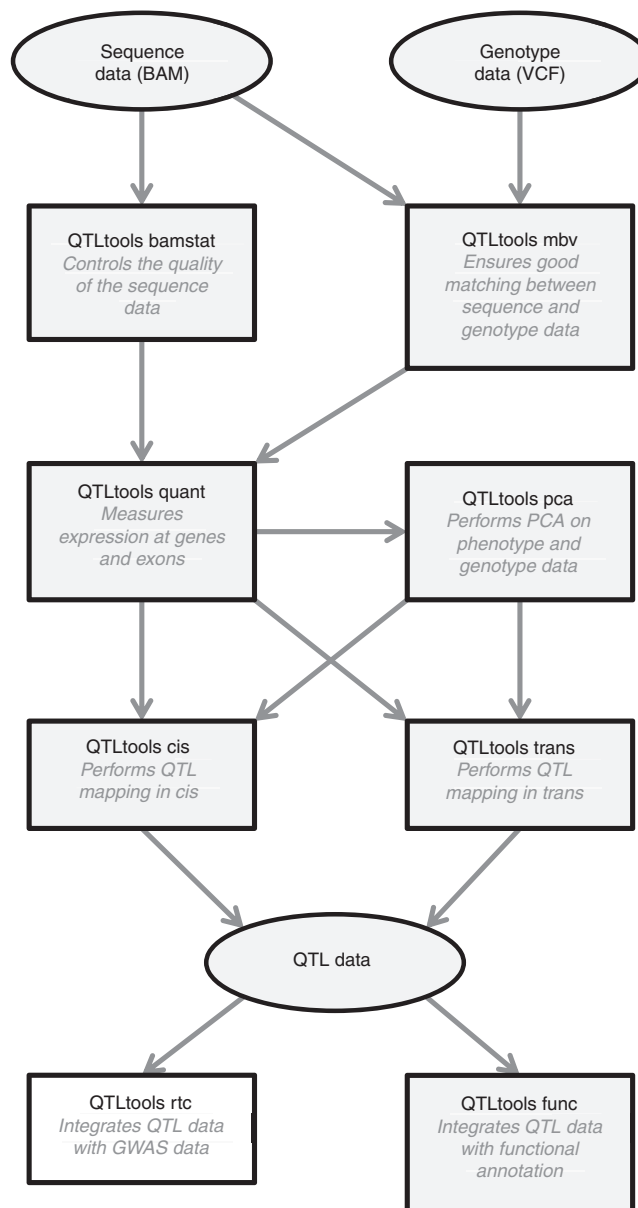 Sequence
data (BAM)
Genotype
data (VCF)
QTLtools bamstat
Controls the quality
of the sequence
data
QTLtools mbv
Ensures good
matching between
sequence and
genotype data
QTLtools quant
Measures
expression at genes
and exons
QTLtools pca
Performs PCA on
phenotype and
genotype data
QTLtools cis
Performs QTL
mapping in cis
QTLtools trans
Performs QTL
mapping in trans
QTL data
QTLtools rtc
Integrates QTL data
with GWAS data
QTLtools func
Integrates QTL data
with functional
annotation